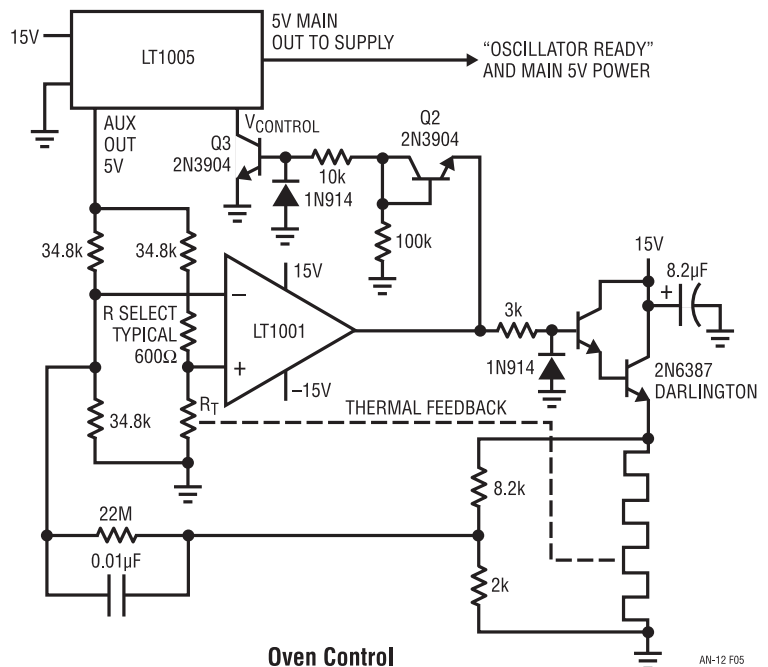 15V
LT1005
5V MAIN
OUT TO SUPPLY
“OSCILLATOR READY”
AND MAIN 5V POWER
AUX
OUT
5V
VCONTROL
Q3
2N3904
Q2
2N3904
10k
1N914
100k
34.8k
34.8k
R SELECT
TYPICAL
600Ω
−
+
LT1001
15V
–15V
3k
1N914
15V
8.2µF
+
2N6387
DARLINGTON
34.8k
RT
THERMAL FEEDBACK
8.2k
22M
0.01µF
2k
Oven Control
AN-12 F05